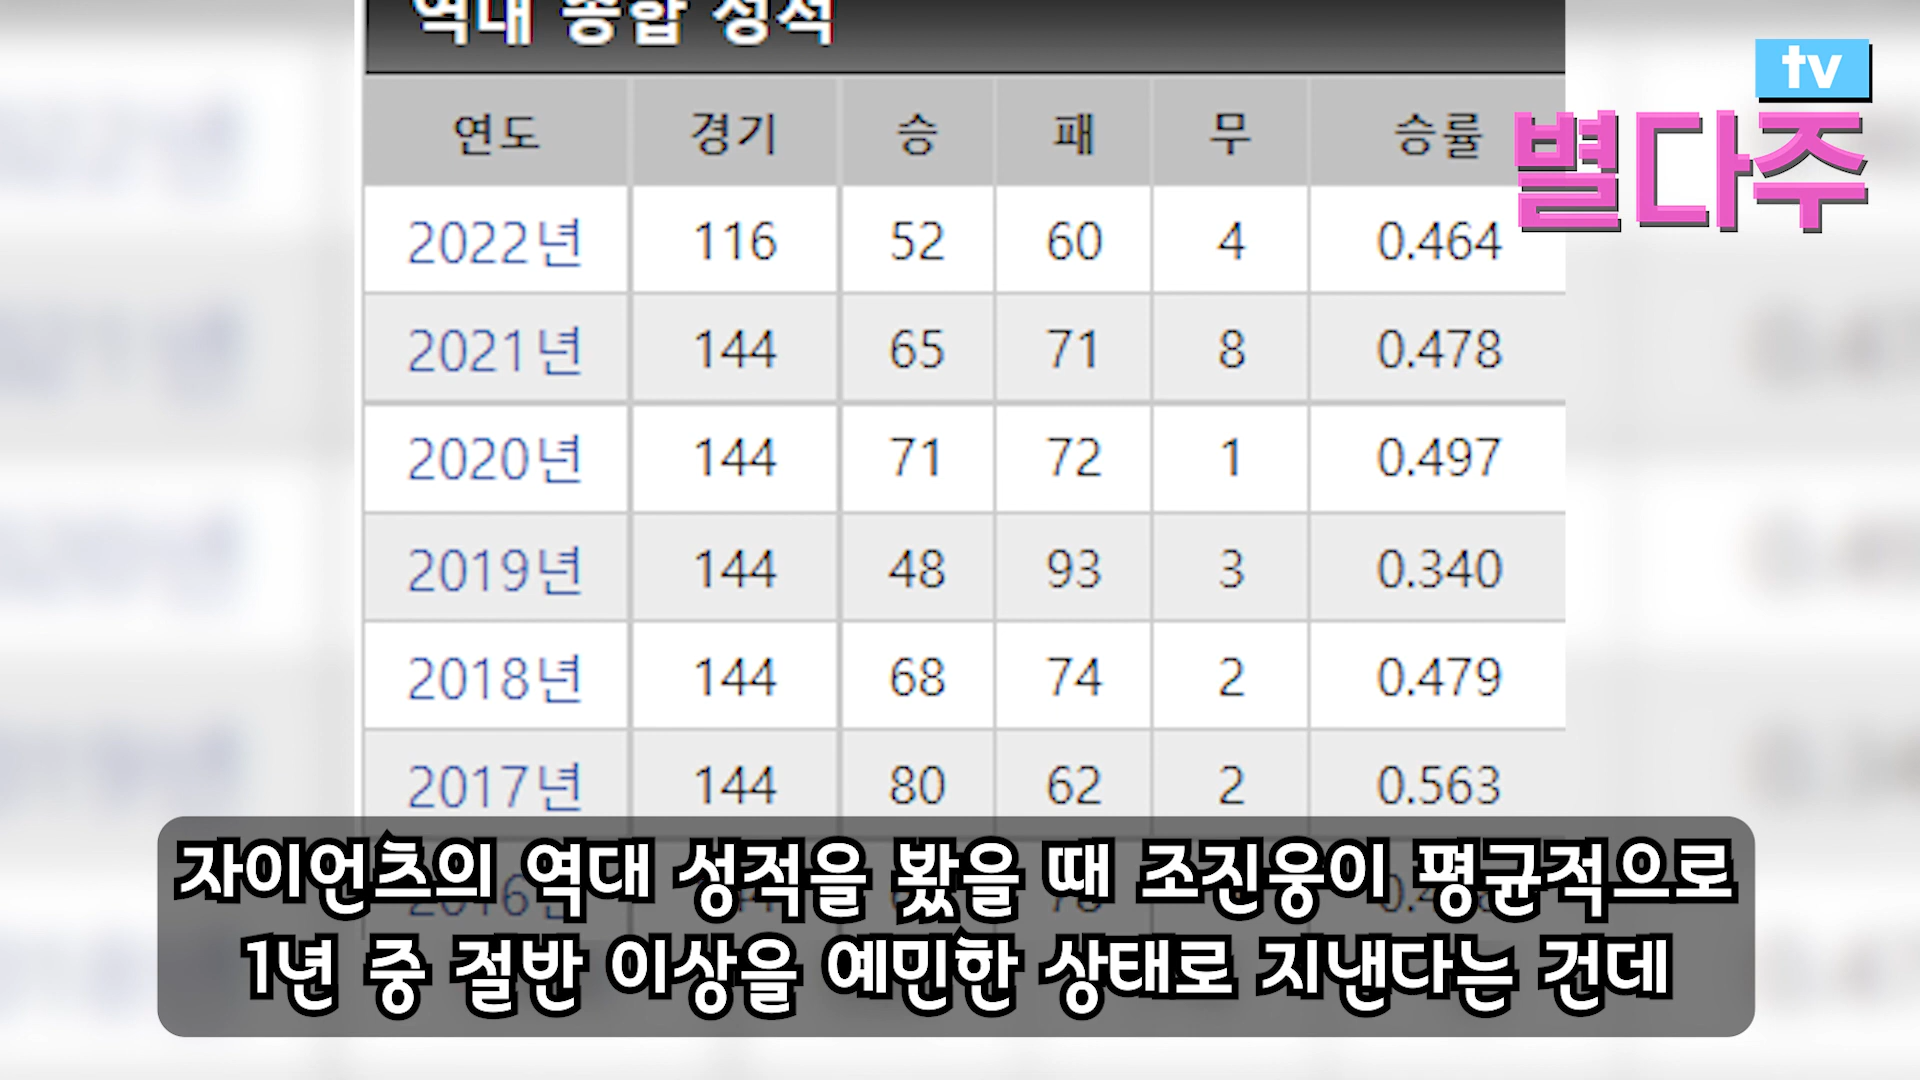 역대 종합 성적
tv
별다주
연도 경기 승 패 무 승률
2022년 116 52 60 4 0.464
2021년 144 65 71 8 0.478
2020년 144 71 72 1 0.497
2019년 144 48 93 3 0.340
2018년 144 68 74 2 0.479
2017년 144 80 62 2 0.563
자이언츠의 역대 성적을 봤을 때 조진웅이 평균적으로
1년 중 절반 이상을 예민한 상태로 지낸다는 건데